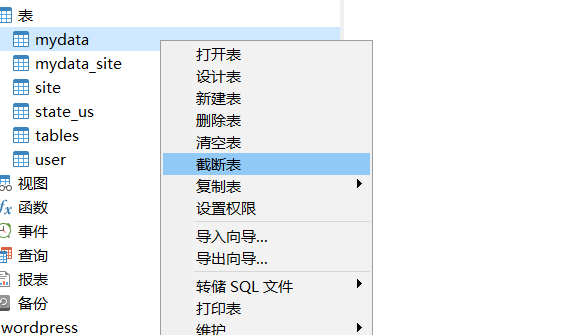 表
mydata
mydata_site
site
state_us
tables
user
视图
fx 函数
事件
查询
报表
备份
wordpress
打开表
设计表
新建表
删除表
清空表
截断表
复制表
设置权限
导入向导...
导出向导...
转储 SQL 文件
打印表
维护